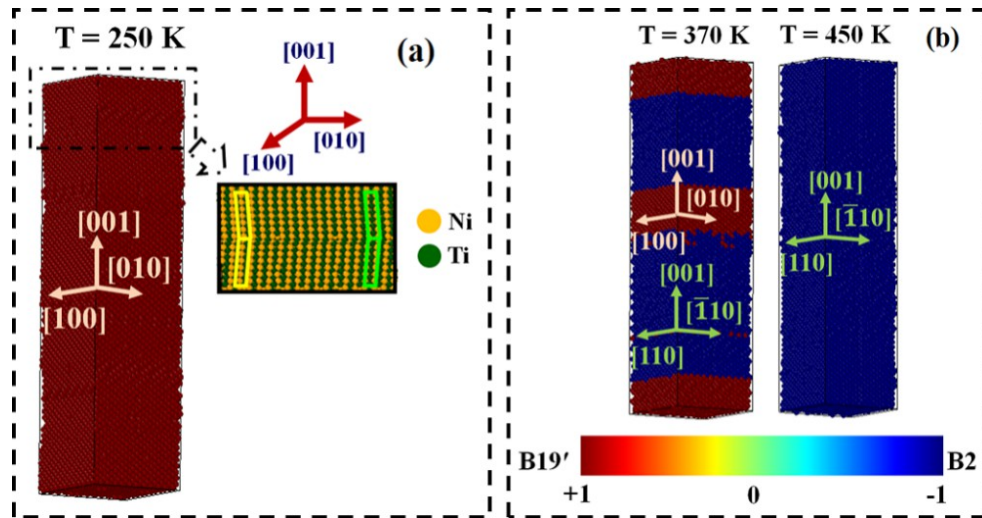 T = 250 K
(a)
[001]
[010]
[100]
1
Ni
Ti
[001]
[010]
[100]
T = 370 K
T = 450 K
(b)
[001]
[010]
[100]
[001]
[1̅10]
[110]
[001]
[1̅10]
[110]
B19′
B2
+1
0
-1